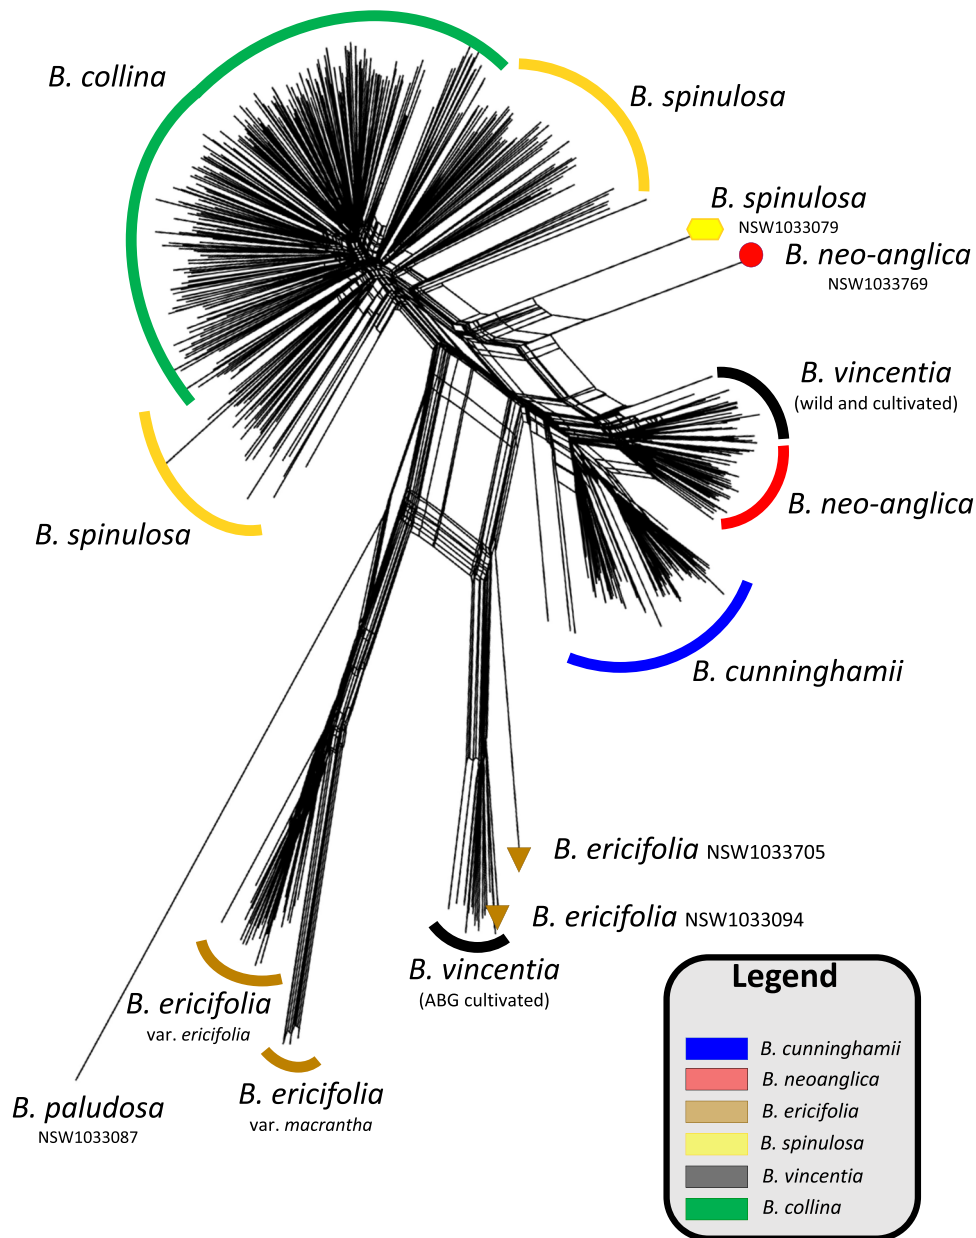 B. collina
B. spinulosa
B. spinulosa
NSW1033079
B. neo-anglica
NSW1033769
B. vincentia
(wild and cultivated)
B. neo-anglica
B. spinulosa
B. cunninghamii
B. ericifolia NSW1033705
B. ericifolia NSW1033094
B. vincentia
(ABG cultivated)
B. ericifolia
var. ericifolia
B. ericifolia
var. macrantha
B. paludosa
NSW1033087
Legend
B. cunninghamii
B. neoanglica
B. ericifolia
B. spinulosa
B. vincentia
B. collina